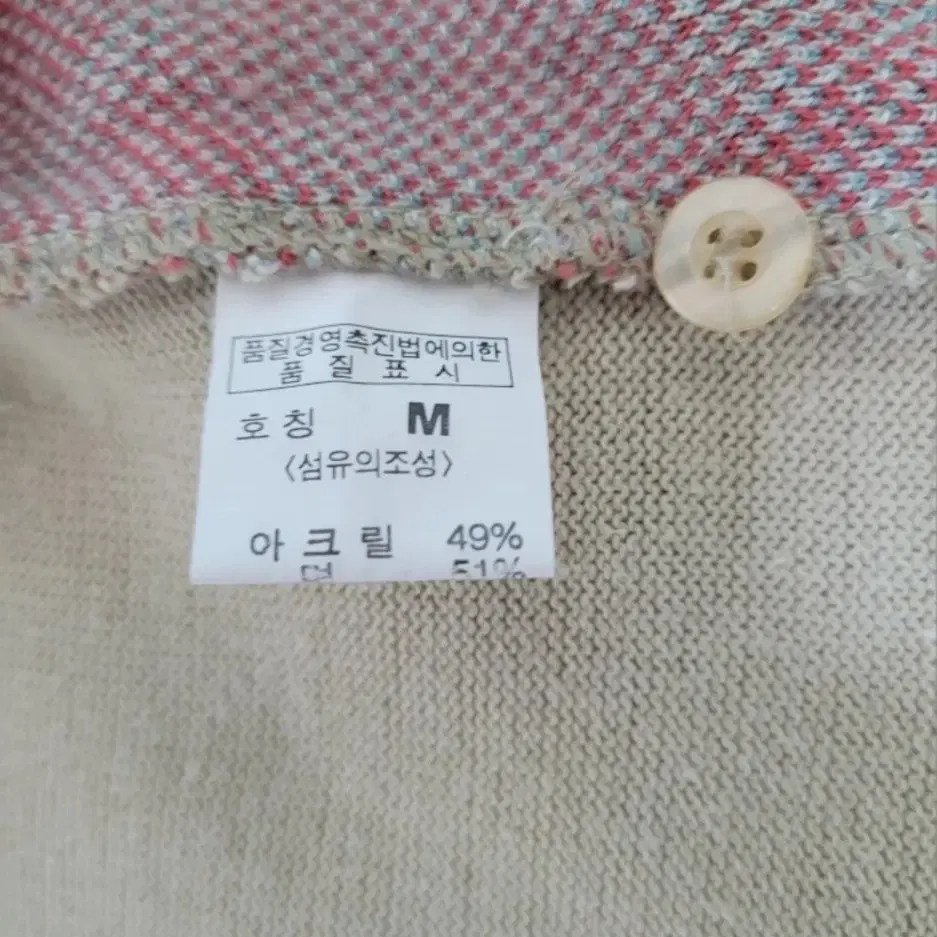 품질경영촉진법에의한
품 질 표 시
호 칭 M
〈섬유의조성〉
아 크 릴 49%
51%